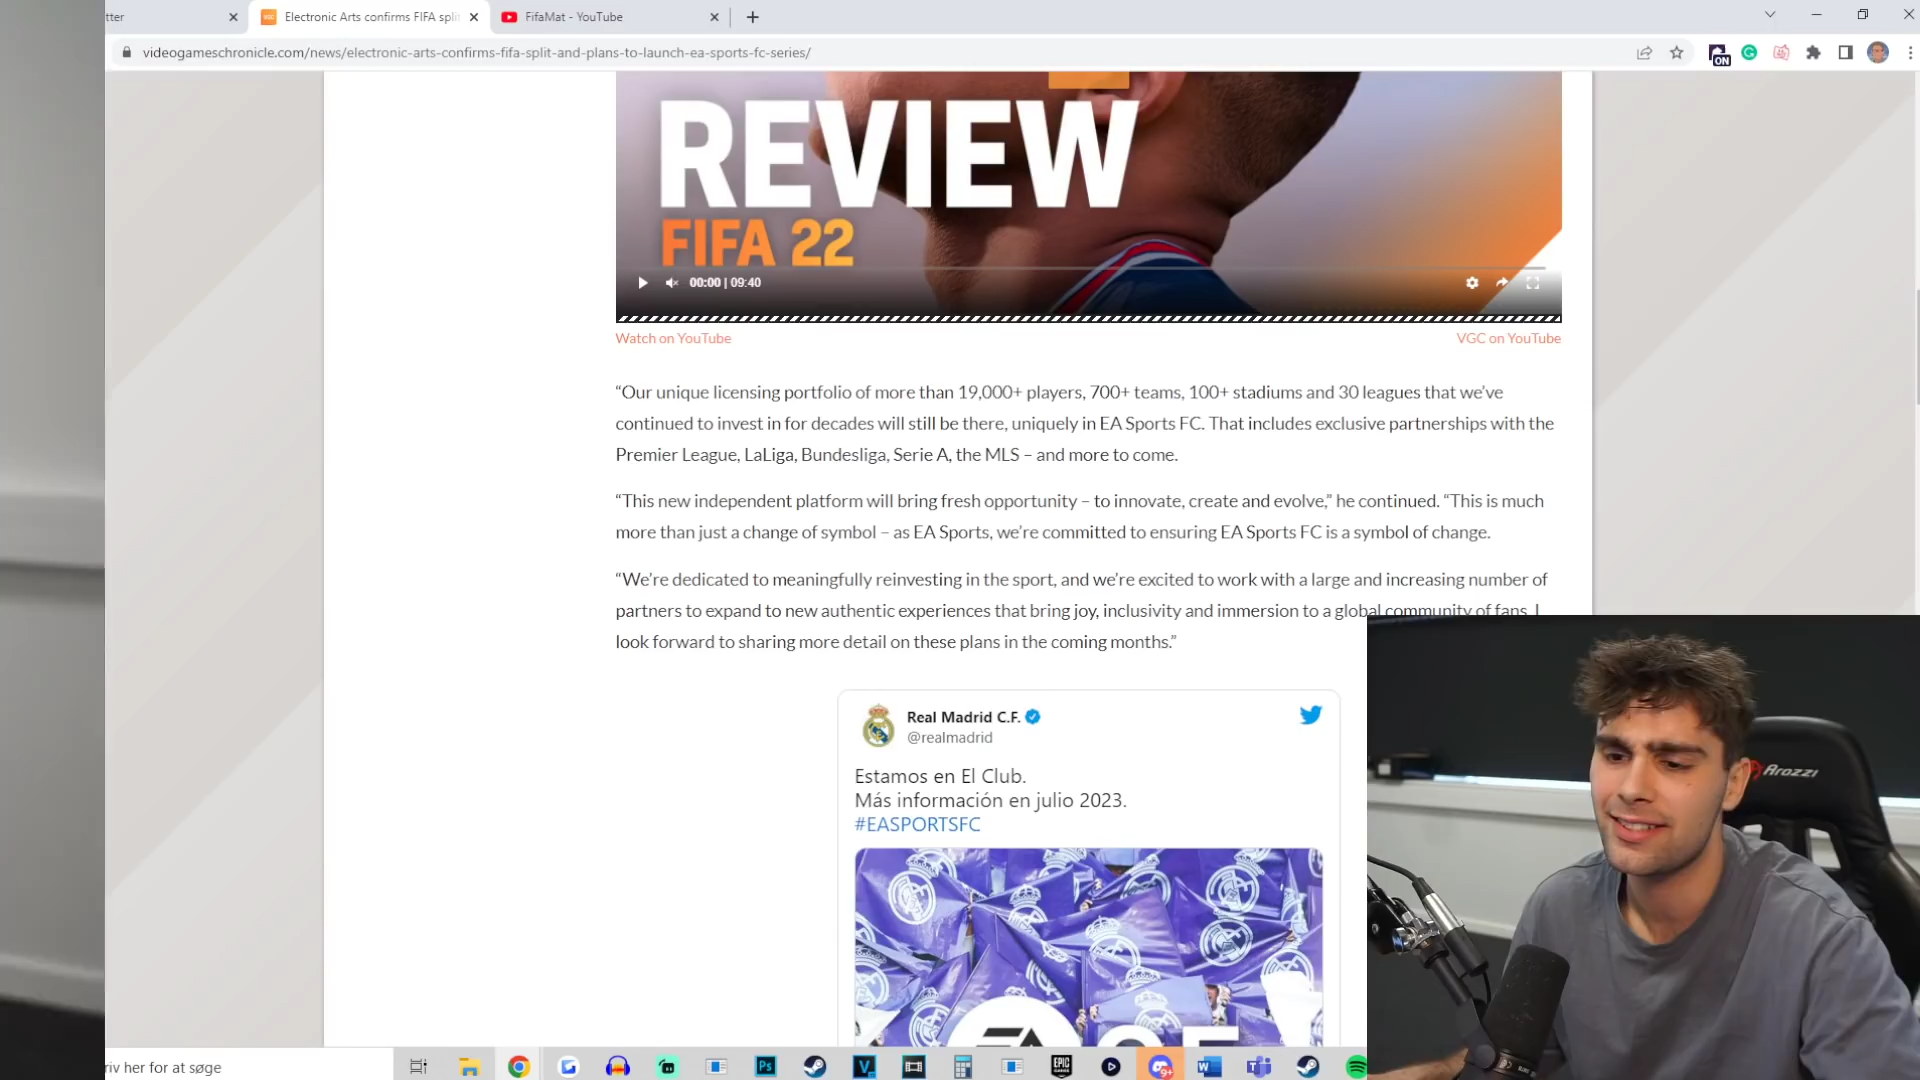 tter
Electronic Arts confirms FIFA spli
FifaMat - YouTube
videogameschronicle.com/news/electronic-arts-confirms-fifa-split-and-plans-to-launch-ea-sports-fc-series/
ON
REVIEW
FIFA 22
00:00 | 09:40
Watch on YouTube
VGC on YouTube
“Our unique licensing portfolio of more than 19,000+ players, 700+ teams, 100+ stadiums and 30 leagues that we’ve
continued to invest in for decades will still be there, uniquely in EA Sports FC. That includes exclusive partnerships with the
Premier League, LaLiga, Bundesliga, Serie A, the MLS – and more to come.
“This new independent platform will bring fresh opportunity – to innovate, create and evolve,” he continued. “This is much
more than just a change of symbol – as EA Sports, we’re committed to ensuring EA Sports FC is a symbol of change.
“We’re dedicated to meaningfully reinvesting in the sport, and we’re excited to work with a large and increasing number of
partners to expand to new authentic experiences that bring joy, inclusivity and immersion to a global community of fans. I
look forward to sharing more detail on these plans in the coming months.”
Real Madrid C.F.
@realmadrid
Estamos en El Club.
Más información en julio 2023.
#EASPORTSFC
Arozzi
riv her for at søge
Ps
V
EPIC
GAMES
9+
W
RØDE